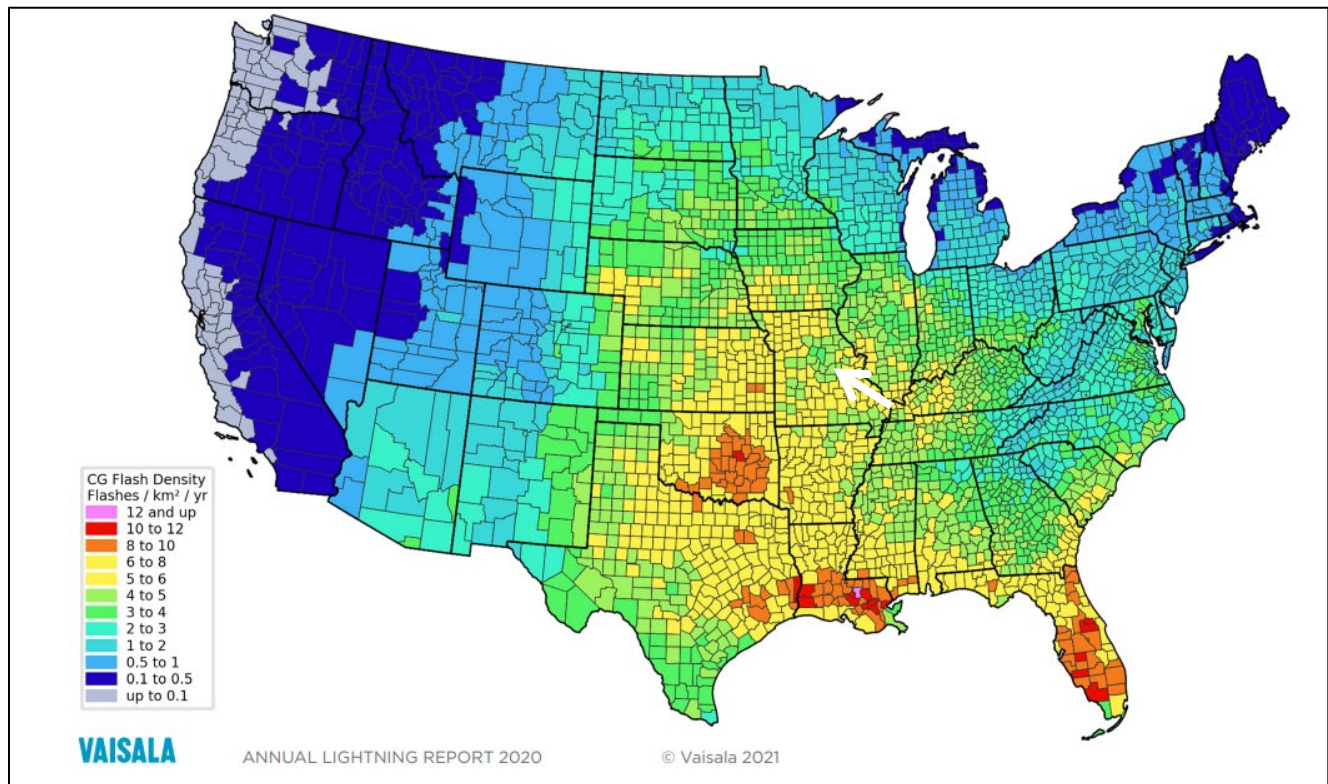 CG Flash Density
Flashes / km² / yr
12 and up
10 to 12
8 to 10
6 to 8
5 to 6
4 to 5
3 to 4
2 to 3
1 to 2
0.5 to 1
0.1 to 0.5
up to 0.1
VAISALA ANNUAL LIGHTNING REPORT 2020 © Vaisala 2021